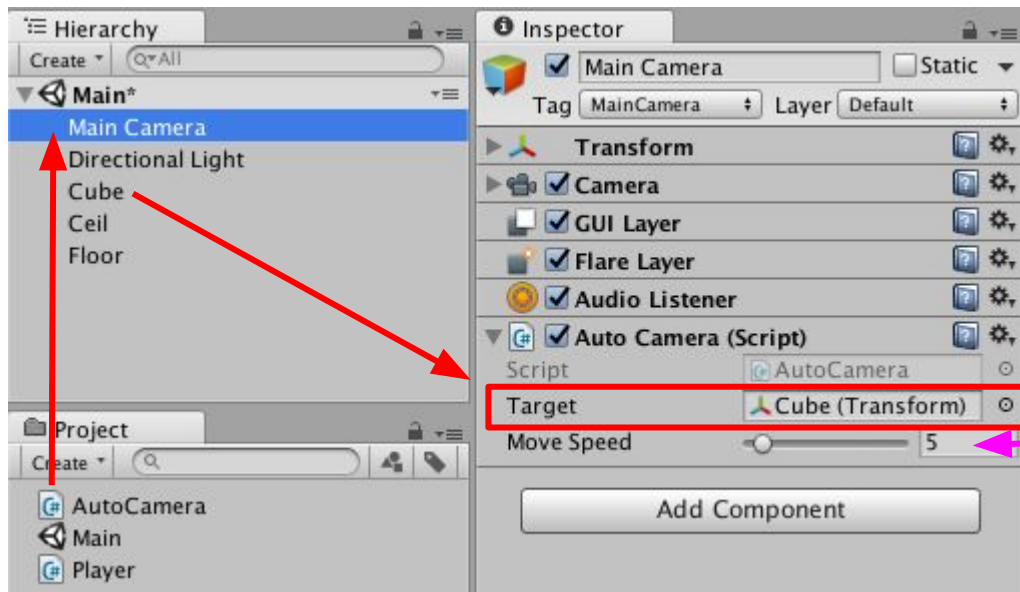 Hierarchy
Create
All
Main*
Main Camera
Directional Light
Cube
Ceil
Floor
Project
Create
AutoCamera
Main
Player
Inspector
Main Camera Static
Tag MainCamera Layer Default
Transform
Camera
GUI Layer
Flare Layer
Audio Listener
Auto Camera (Script)
Script AutoCamera
Target Cube (Transform)
Move Speed 5
Add Component